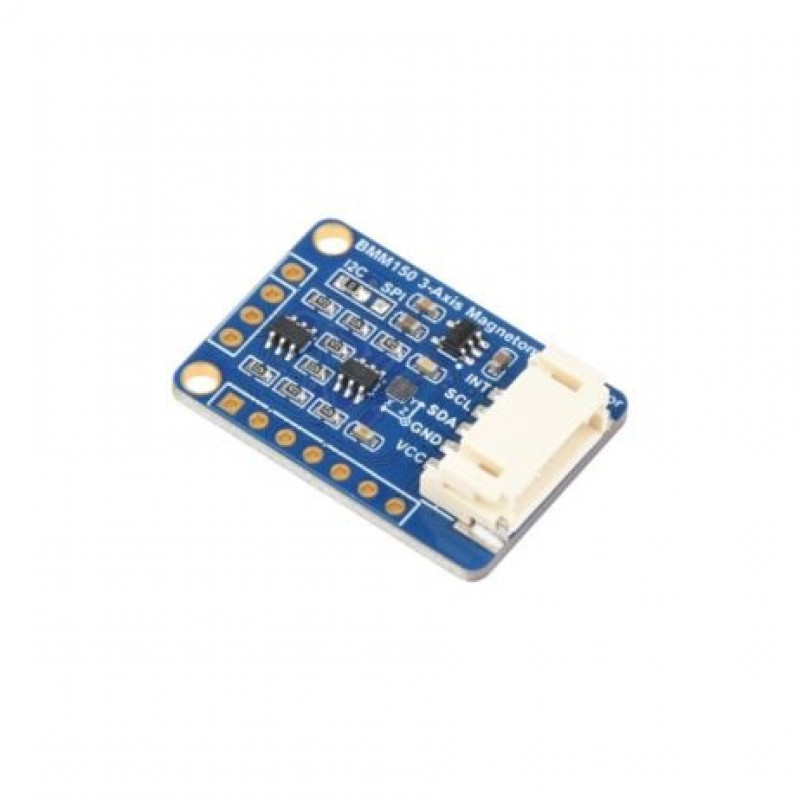 BMM150 3-Axis Magnetom
I2C
SPI
INT
SCL
SDA
GND
VCC